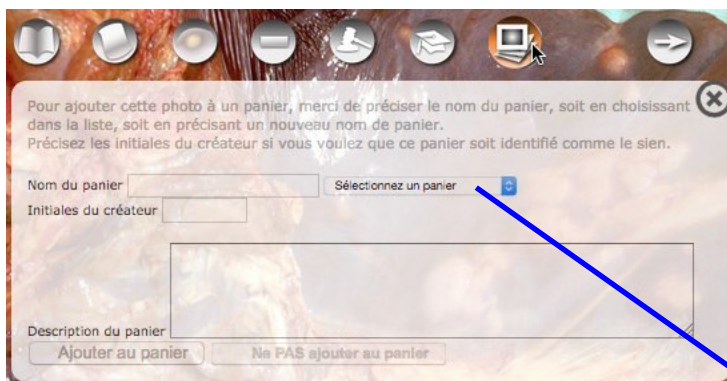 Pour ajouter cette photo à un panier, merci de préciser le nom du panier, soit en choisissant
dans la liste, soit en précisant un nouveau nom de panier.
Précisez les initiales du créateur si vous voulez que ce panier soit identifié comme le sien.
Nom du panier Sélectionnez un panier
Initiales du créateur
Description du panier
Ajouter au panier Ne PAS ajouter au panier